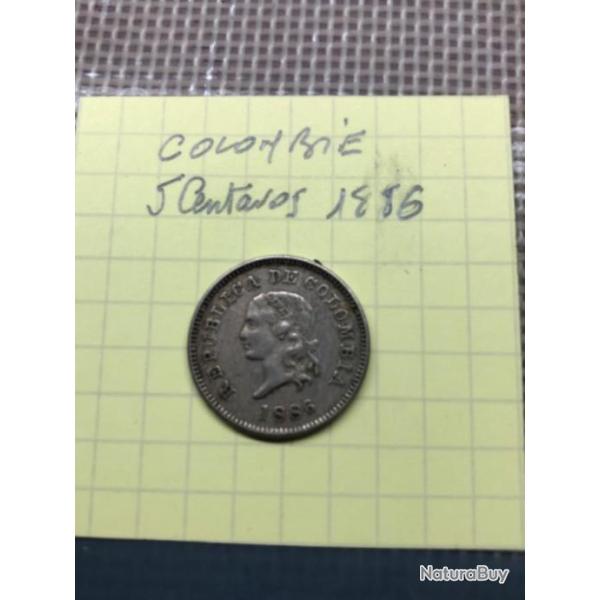 COLOMBIE
5 Centavos 1886
REPUBLICA DE COLOMBIA
1886
NaturaBuy